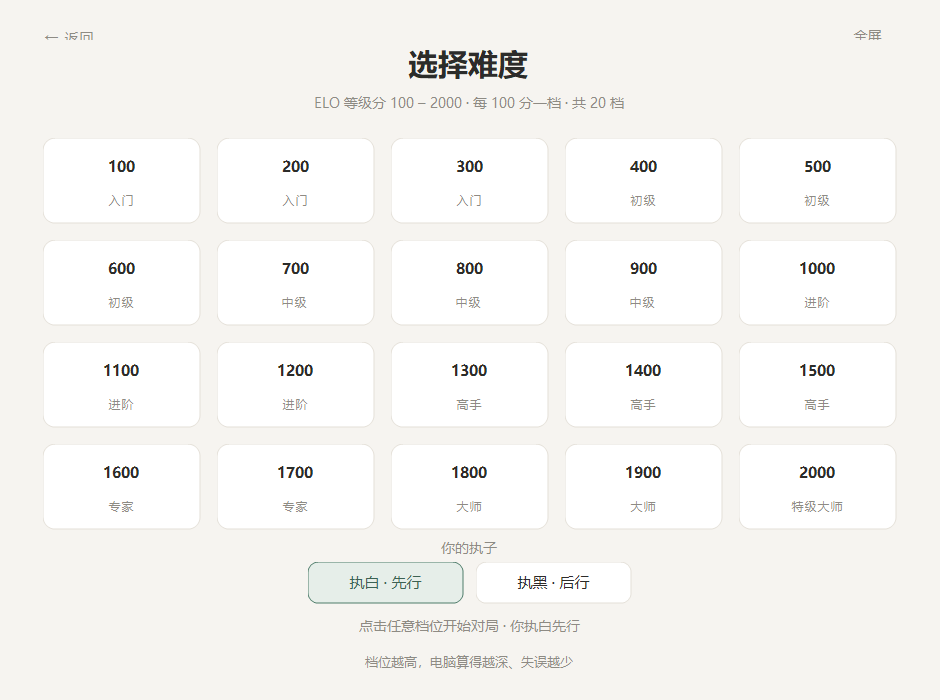 ← 返回
全屏
选择难度
ELO 等级分 100 – 2000 · 每 100 分一档 · 共 20 档
100
入门
200
入门
300
入门
400
初级
500
初级
600
初级
700
中级
800
中级
900
中级
1000
进阶
1100
进阶
1200
进阶
1300
高手
1400
高手
1500
高手
1600
专家
1700
专家
1800
大师
1900
大师
2000
特级大师
你的执子
执白 · 先行
执黑 · 后行
点击任意档位开始对局 · 你执白先行
档位越高，电脑算得越深、失误越少